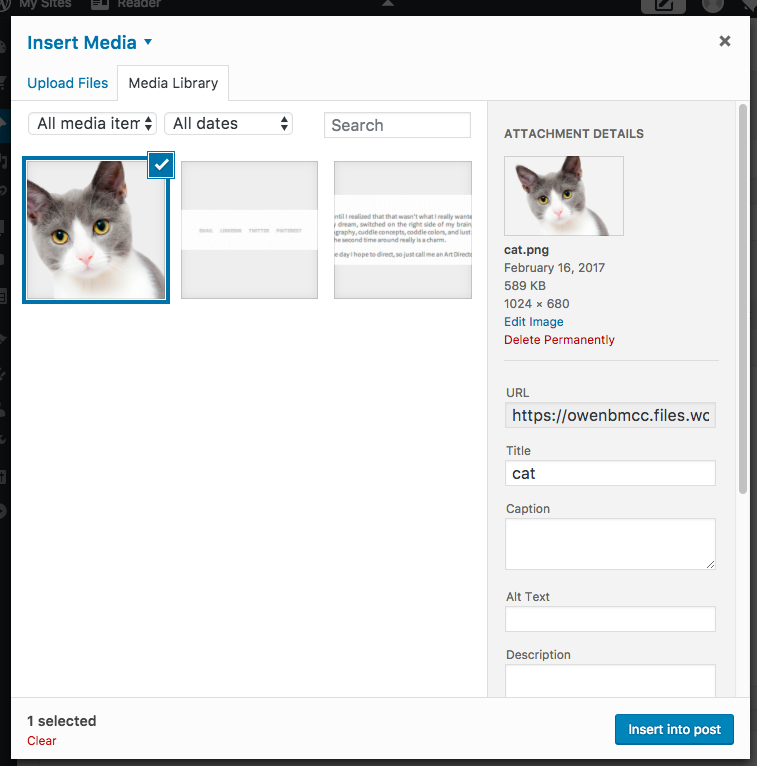 My Sites Reader
Insert Media
Upload Files Media Library
All media item All dates Search
EMAIL LINKEDIN TWITTER PINTEREST
ntil I realized that that wasn't what I really wante
y dream, switched on the right side of my brain,
ography, cuddle concepts, coddle colors, and lust
he second time around really is a charm.
e day I hope to direct, so just call me an Art Directo
ATTACHMENT DETAILS
cat.png
February 16, 2017
589 KB
1024 × 680
Edit Image
Delete Permanently
URL
https://owenbmcc.files.wo
Title
cat
Caption
Alt Text
Description
1 selected
Clear
Insert into post